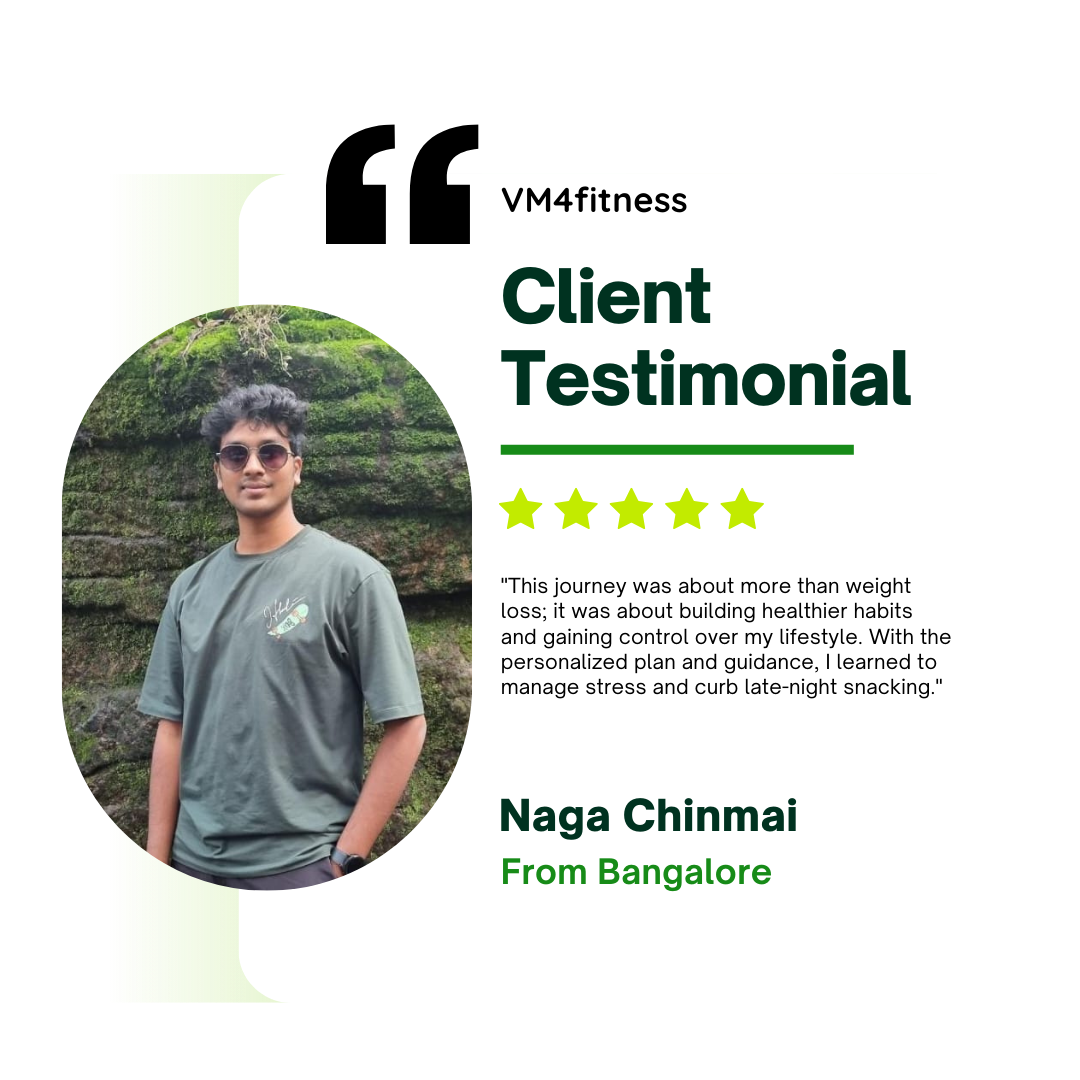 VM4fitness
Client
Testimonial
"This journey was about more than weight
loss; it was about building healthier habits
and gaining control over my lifestyle. With the
personalized plan and guidance, I learned to
manage stress and curb late-night snacking."
Naga Chinmai
From Bangalore